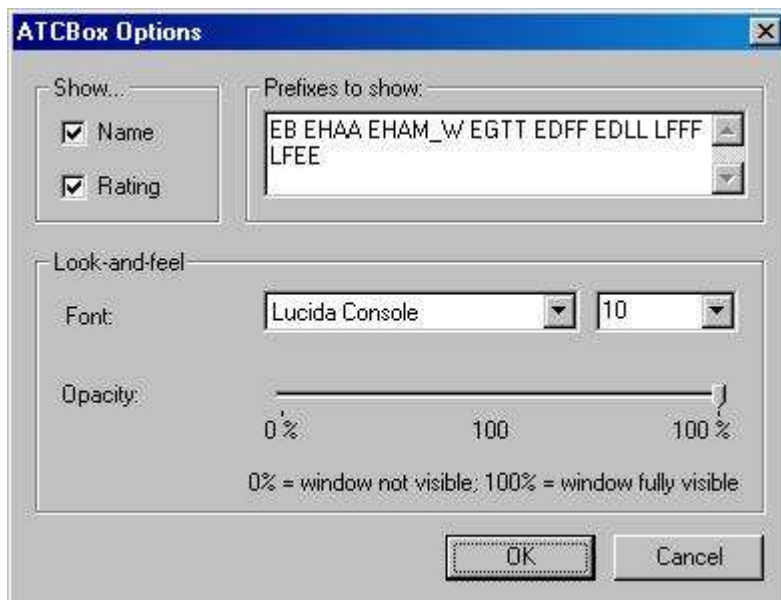 ATCBox Options
Show...
Name
Rating
Prefixes to show:
EB EHAA EHAM_W EGTT EDFF EDLL LFFF
LFEE
Look-and-feel
Font:
Lucida Console
10
Opacity:
0 %
100
100 %
0% = window not visible; 100% = window fully visible
OK
Cancel